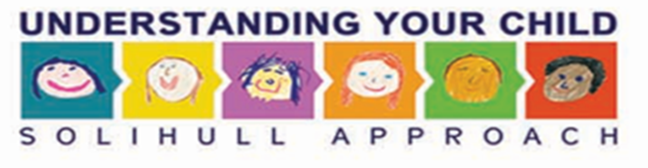 UNDERSTANDING YOUR CHILD
SOLIHULL APPROACH